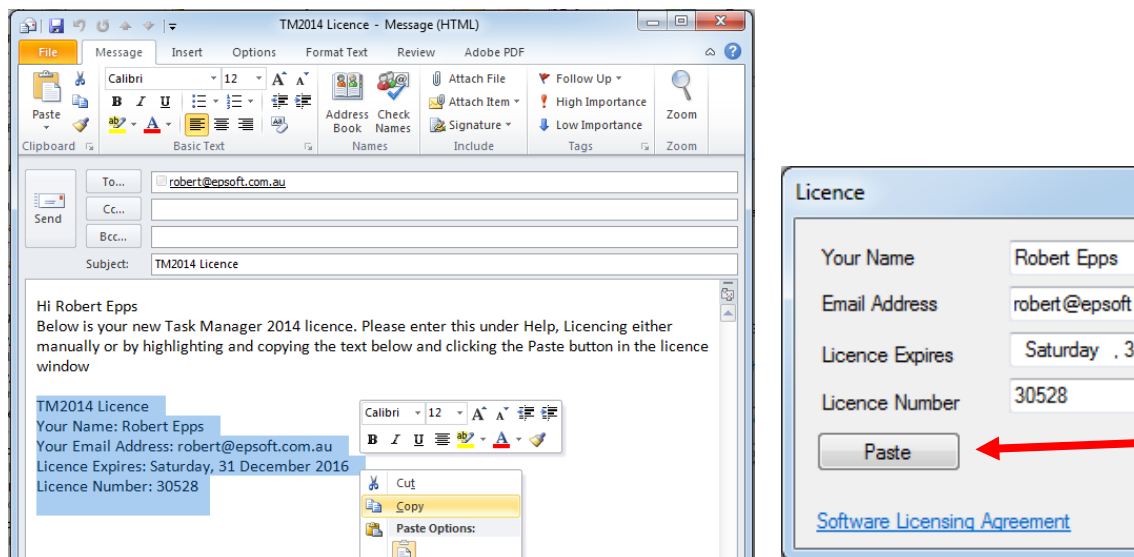 TM2014 Licence - Message (HTML)
File Message Insert Options Format Text Review Adobe PDF
Paste
Clipboard
Calibri 12 A A
B I U
ab A
Basic Text
Address Book
Check Names
Names
Attach File
Attach Item
Signature
Include
Follow Up
High Importance
Low Importance
Tags
Zoom
Zoom
Send
To... robert@epsoft.com.au
Cc...
Bcc...
Subject: TM2014 Licence
Hi Robert Epps
Below is your new Task Manager 2014 licence. Please enter this under Help, Licencing either
manually or by highlighting and copying the text below and clicking the Paste button in the licence
window
TM2014 Licence
Your Name: Robert Epps
Your Email Address: robert@epsoft.com.au
Licence Expires: Saturday, 31 December 2016
Licence Number: 30528
Calibri 12 A A
B I U ab A
Cut
Copy
Paste Options:
Licence
Your Name Robert Epps
Email Address robert@epsoft
Licence Expires Saturday , 3
Licence Number 30528
Paste
Software Licensing Agreement